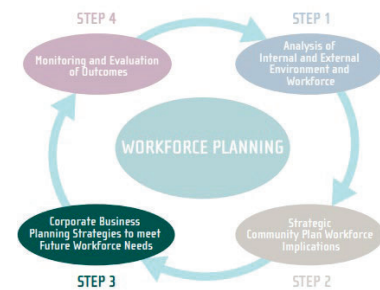 STEP 4
Monitoring and Evaluation
of Outcomes
STEP 1
Analysis of
Internal and External
Environment and
Workforce
WORKFORCE PLANNING
Corporate Business
Planning Strategies to meet
Future Workforce Needs
STEP 3
Strategic
Community Plan Workforce
Implications
STEP 2